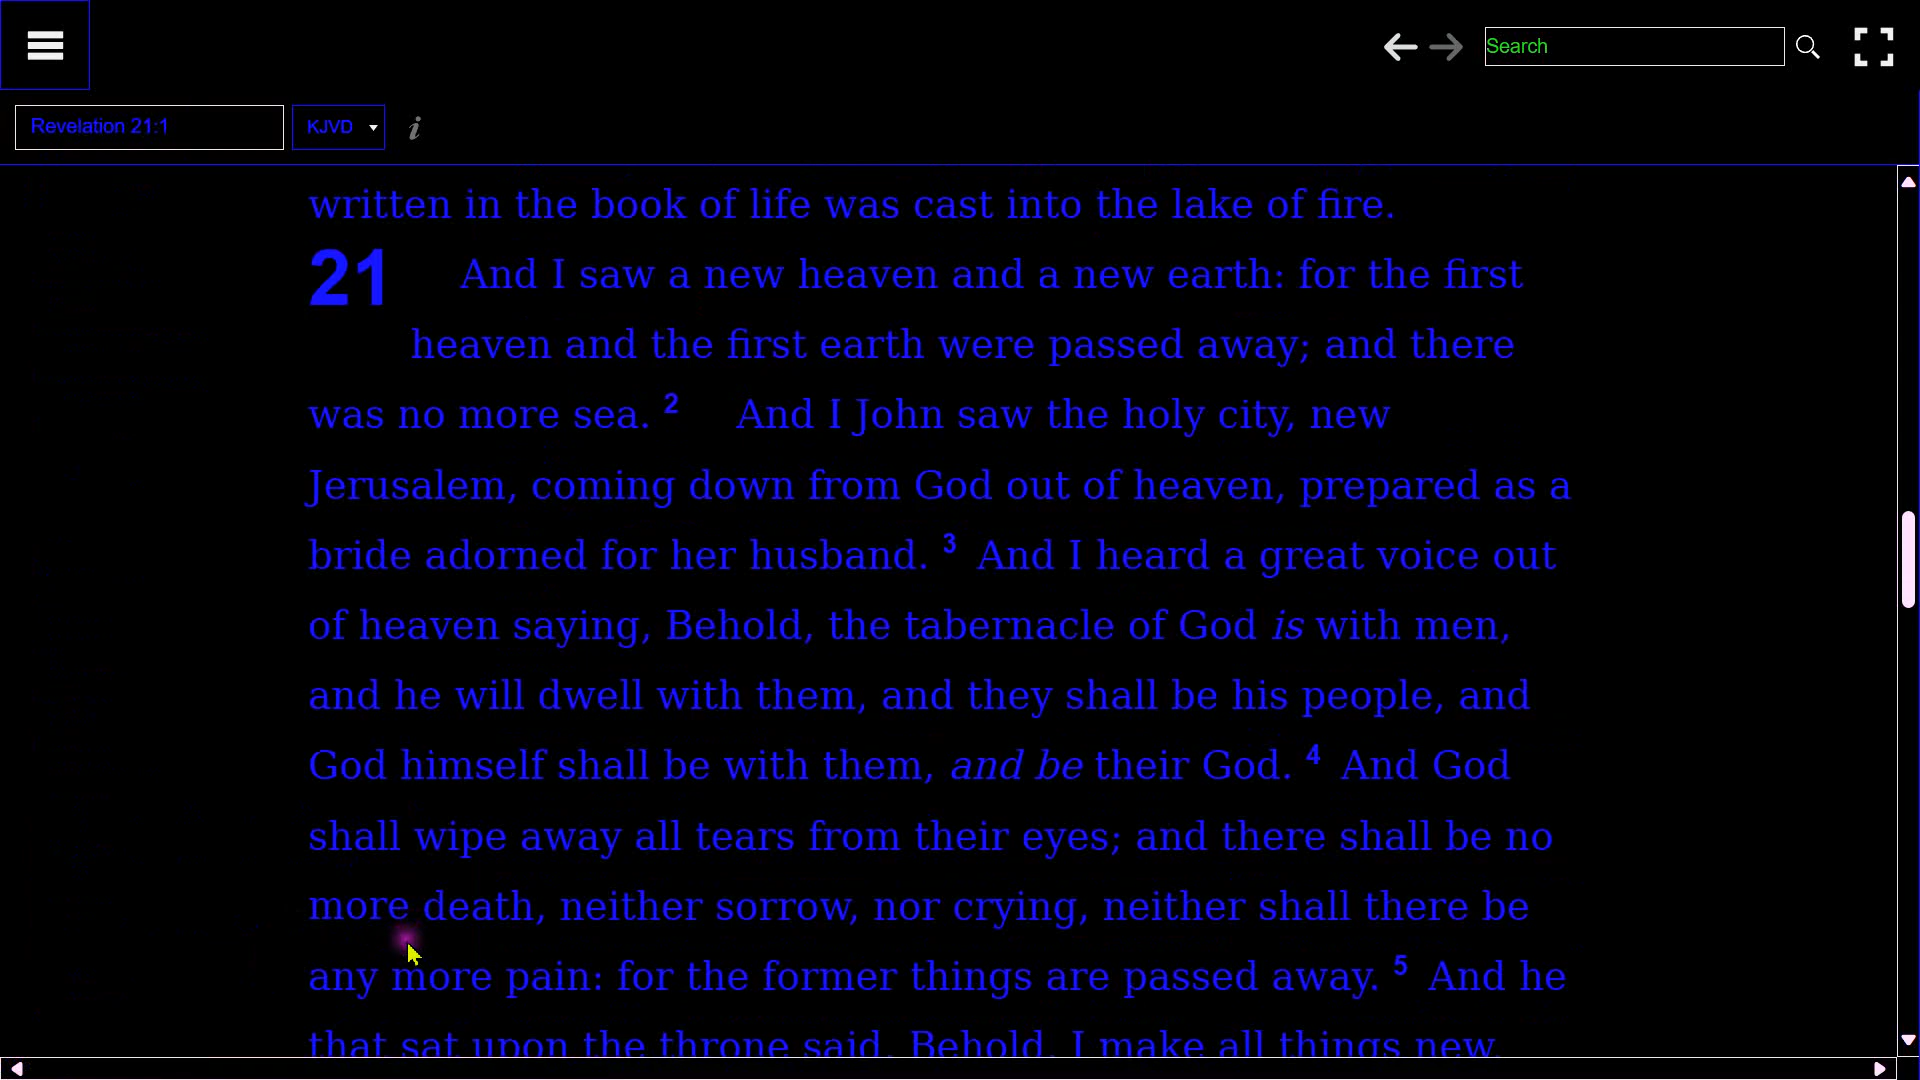 Search
Revelation 21:1
KJVD
i
written in the book of life was cast into the lake of fire.
21 And I saw a new heaven and a new earth: for the first
heaven and the first earth were passed away; and there
was no more sea. 2 And I John saw the holy city, new
Jerusalem, coming down from God out of heaven, prepared as a
bride adorned for her husband. 3 And I heard a great voice out
of heaven saying, Behold, the tabernacle of God is with men,
and he will dwell with them, and they shall be his people, and
God himself shall be with them, and be their God. 4 And God
shall wipe away all tears from their eyes; and there shall be no
more death, neither sorrow, nor crying, neither shall there be
any more pain: for the former things are passed away. 5 And he
that sat upon the throne said, Behold, I make all things new.